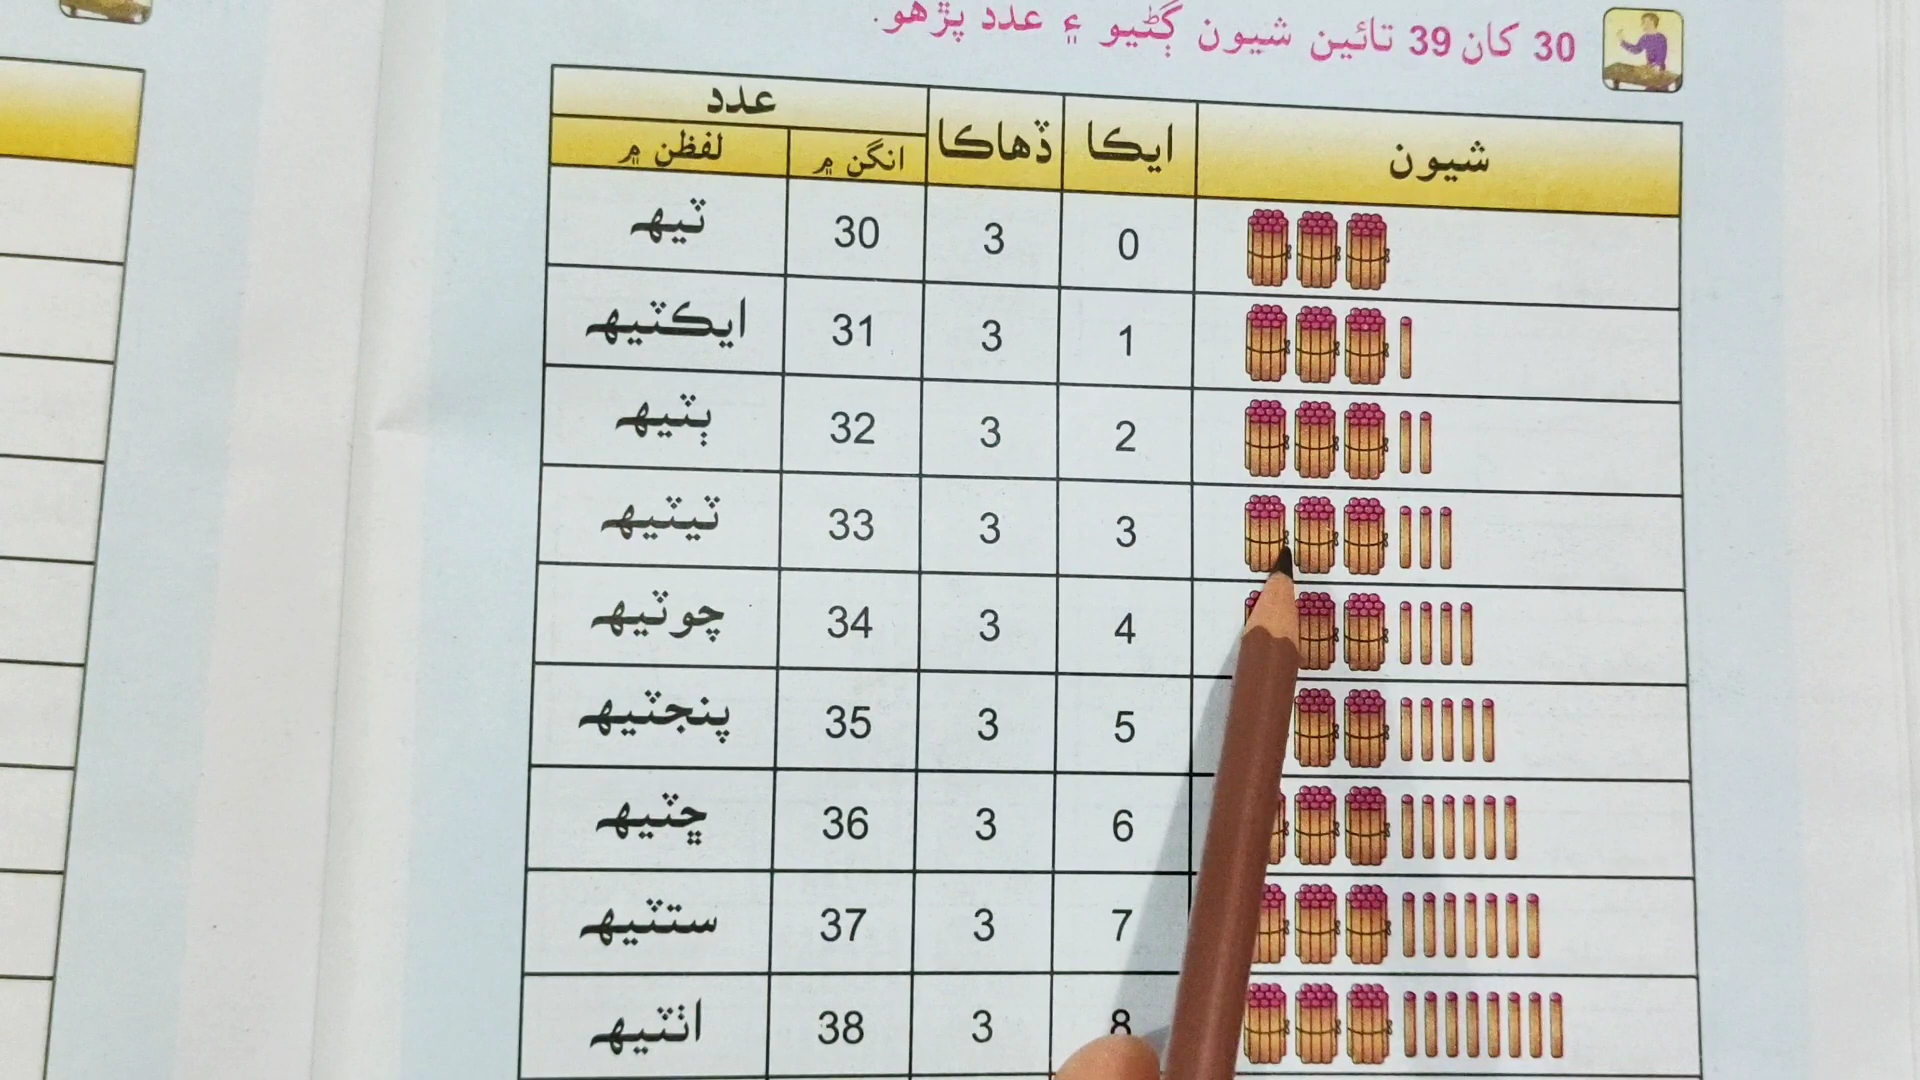 30 کان 39 تائين شيون ڳڻيو ۽ عدد پڙهو.
شيون ايڪا ڏهاڪا عدد
انگن ۾ لفظن ۾
0 3 30 ٽيهه
1 3 31 ايڪٽيهه
2 3 32 ٻٽيهه
3 3 33 ٽيٽيهه
4 3 34 چوٽيهه
5 3 35 پنجٽيهه
6 3 36 ڇٽيهه
7 3 37 ستٽيهه
8 3 38 اٺٽيهه